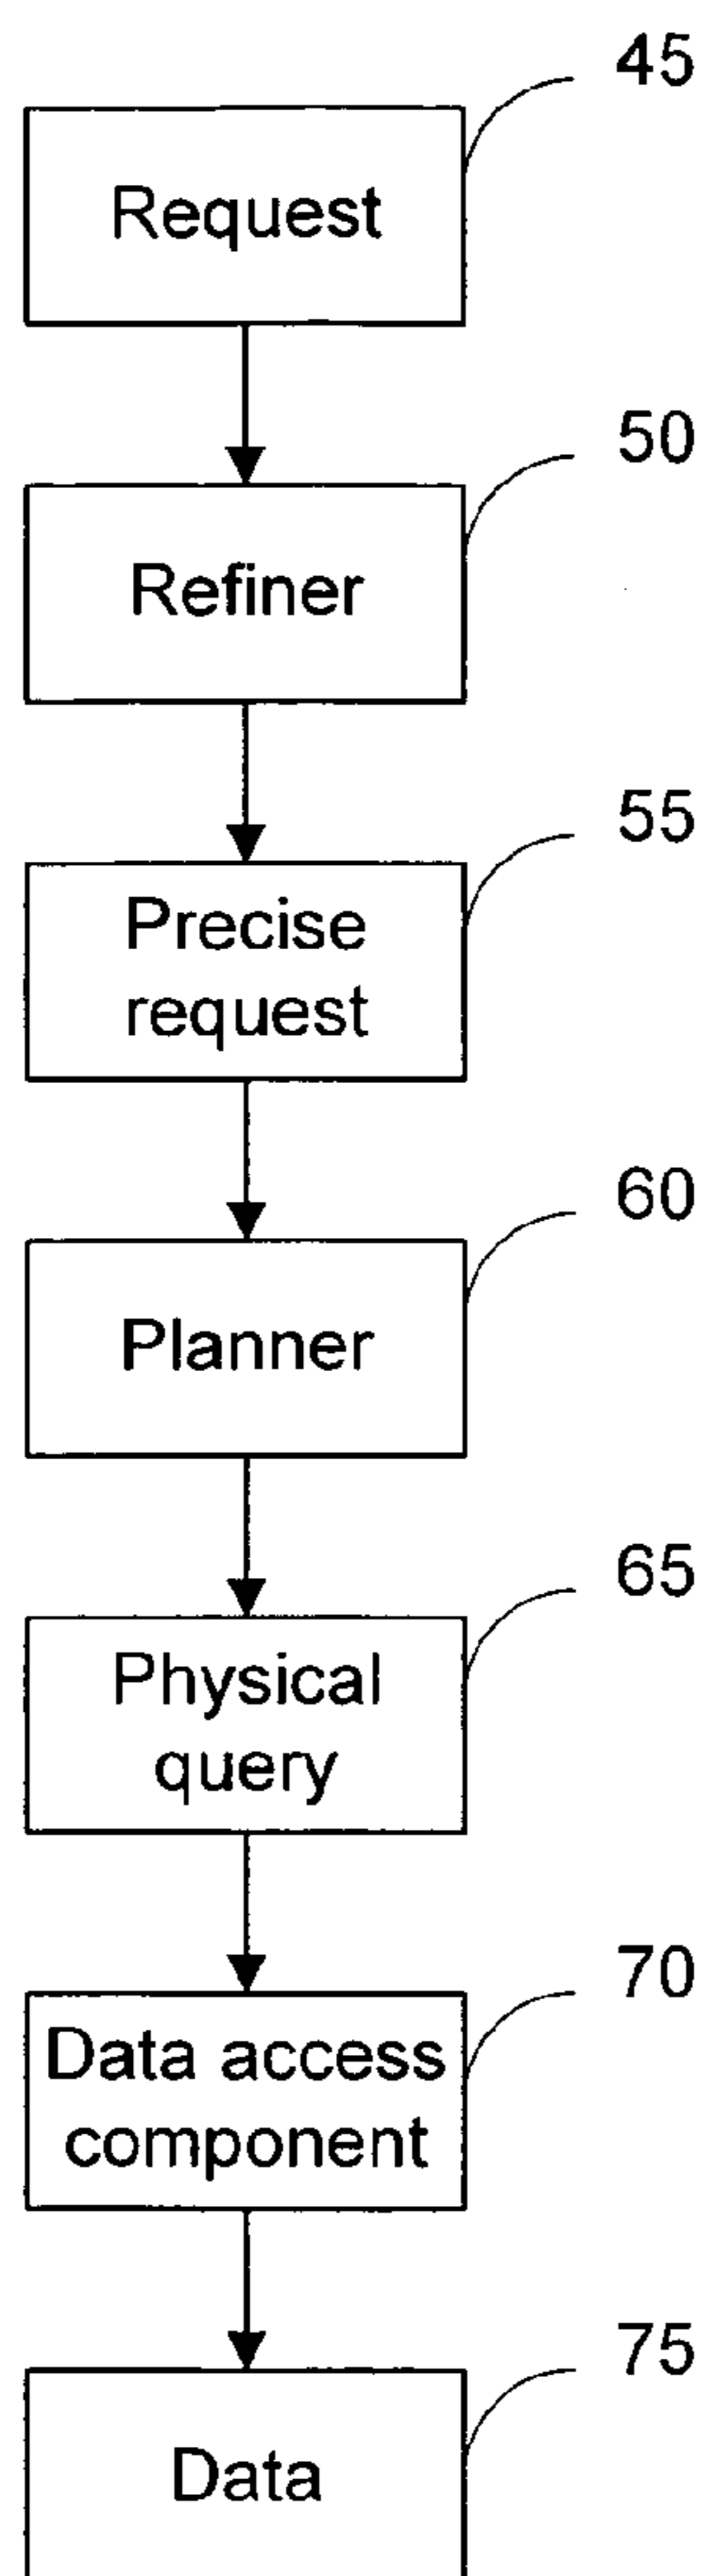 45
Request
50
Refiner
55
Precise
request
60
Planner
65
Physical
query
70
Data access
component
75
Data